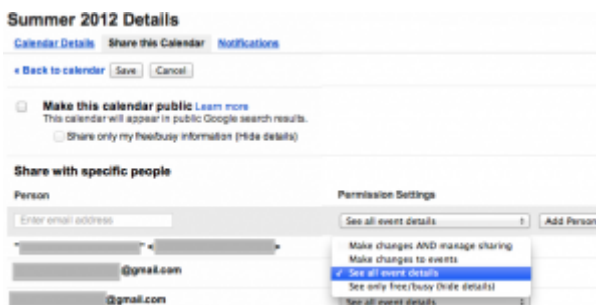 Summer 2012 Details
Calendar Details Share this Calendar Notifications
« Back to calendar Save Cancel
Make this calendar public Learn more
This calendar will appear in public Google search results.
Share only my free/busy information (Hide details)
Share with specific people
Person Permission Settings
Enter email address See all event details Add Person
" " < >
Make changes AND manage sharing
Make changes to events
@gmail.com ✓ See all event details
See only free/busy (hide details)
@gmail.com See all event details